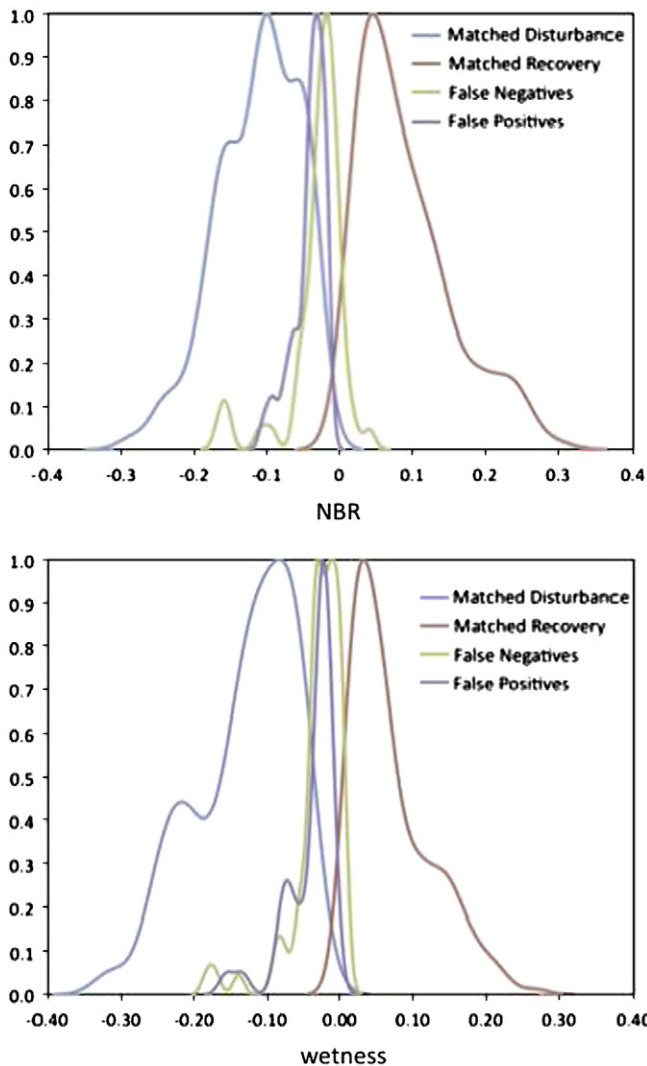 1.0
Matched Disturbance
0.9
Matched Recovery
0.8
False Negatives
False Positives
0.7
0.6
0.5
0.4
0.3
0.2
0.1
0.0
-0.4 -0.3 -0.2 -0.1 0 0.1 0.2 0.3 0.4
NBR
1.0
0.9
Matched Disturbance
Matched Recovery
0.8
False Negatives
0.7
False Positives
0.6
0.5
0.4
0.3
0.2
0.1
0.0
-0.40 -0.30 -0.20 -0.10 0.00 0.10 0.20 0.30 0.40
wetness